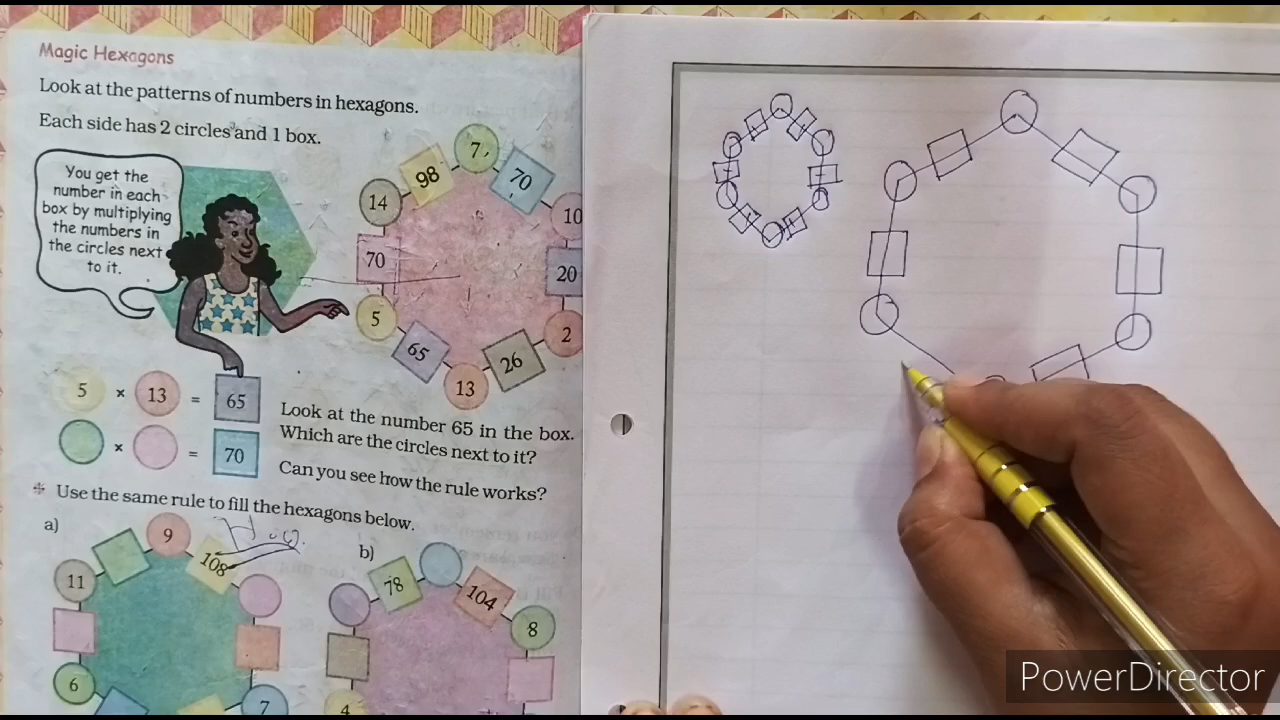 Magic Hexagons
Look at the patterns of numbers in hexagons.
Each side has 2 circles and 1 box.
You get the
number in each
box by multiplying
the numbers in
the circles next
to it.
7
98
70
14
10
70
20
5
2
65
26
13
5 × 13 = 65
× = 70
Look at the number 65 in the box.
Which are the circles next to it?
Can you see how the rule works?
* Use the same rule to fill the hexagons below.
a)
9
108
11
6
7
b)
78
104
8
4
PowerDirector